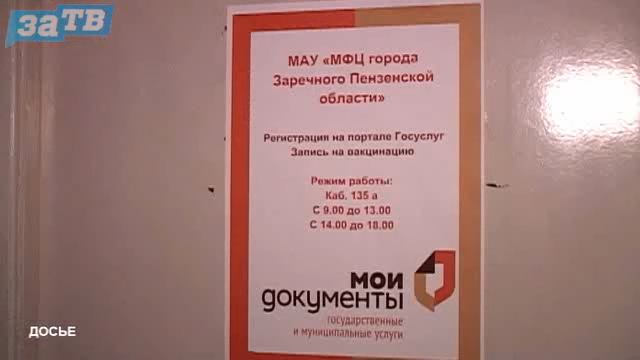 заТВ
МАУ «МФЦ города
Заречного Пензенской
области»
Регистрация на портале Госуслуг
Запись на вакцинацию
Режим работы:
Каб. 135 а
С 9.00 до 13.00
С 14.00 до 18.00
мои
документы
государственные
и муниципальные услуги
ДОСЬЕ